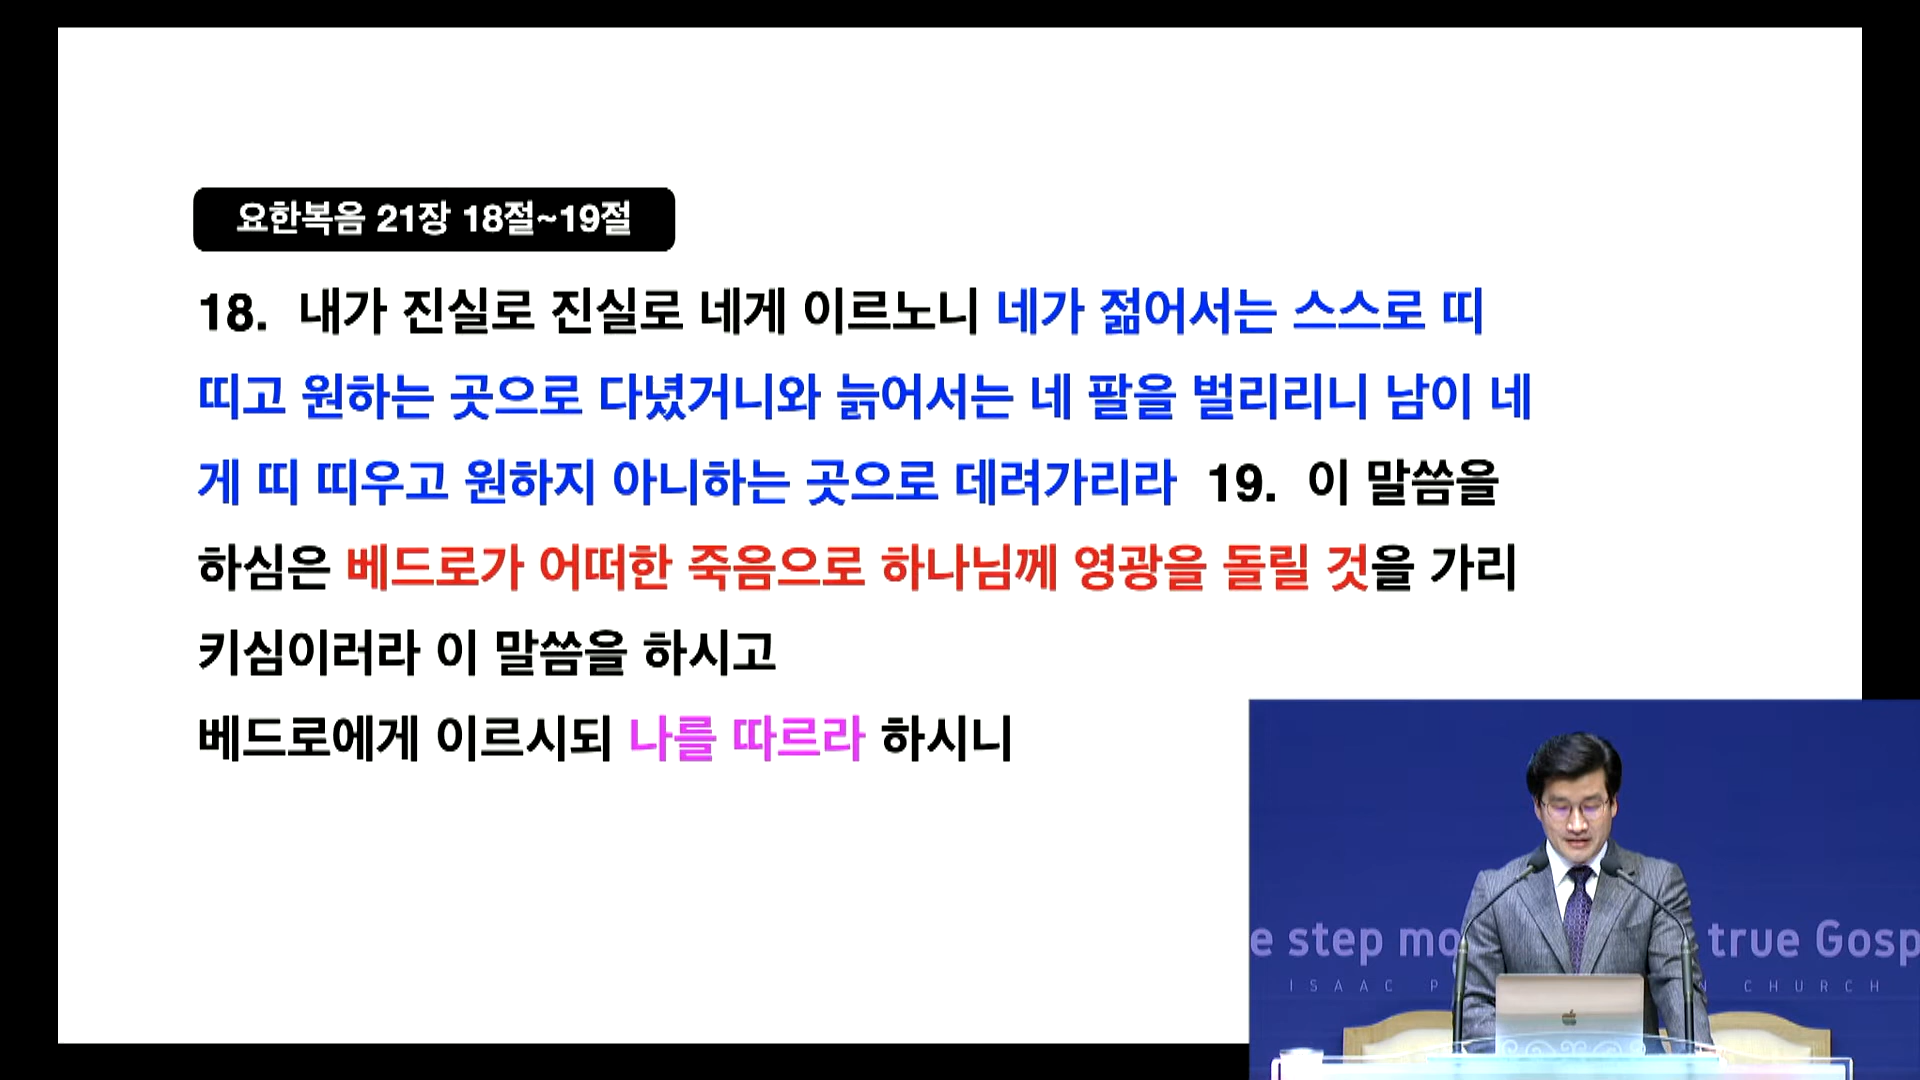 요한복음 21장 18절~19절
18. 내가 진실로 진실로 네게 이르노니 네가 젊어서는 스스로 띠
띠고 원하는 곳으로 다녔거니와 늙어서는 네 팔을 벌리리니 남이 네
게 띠 띠우고 원하지 아니하는 곳으로 데려가리라 19. 이 말씀을
하심은 베드로가 어떠한 죽음으로 하나님께 영광을 돌릴 것을 가리
키심이러라 이 말씀을 하시고
베드로에게 이르시되 나를 따르라 하시니
e step mo true Gosp
ISAAC P N CHURCH